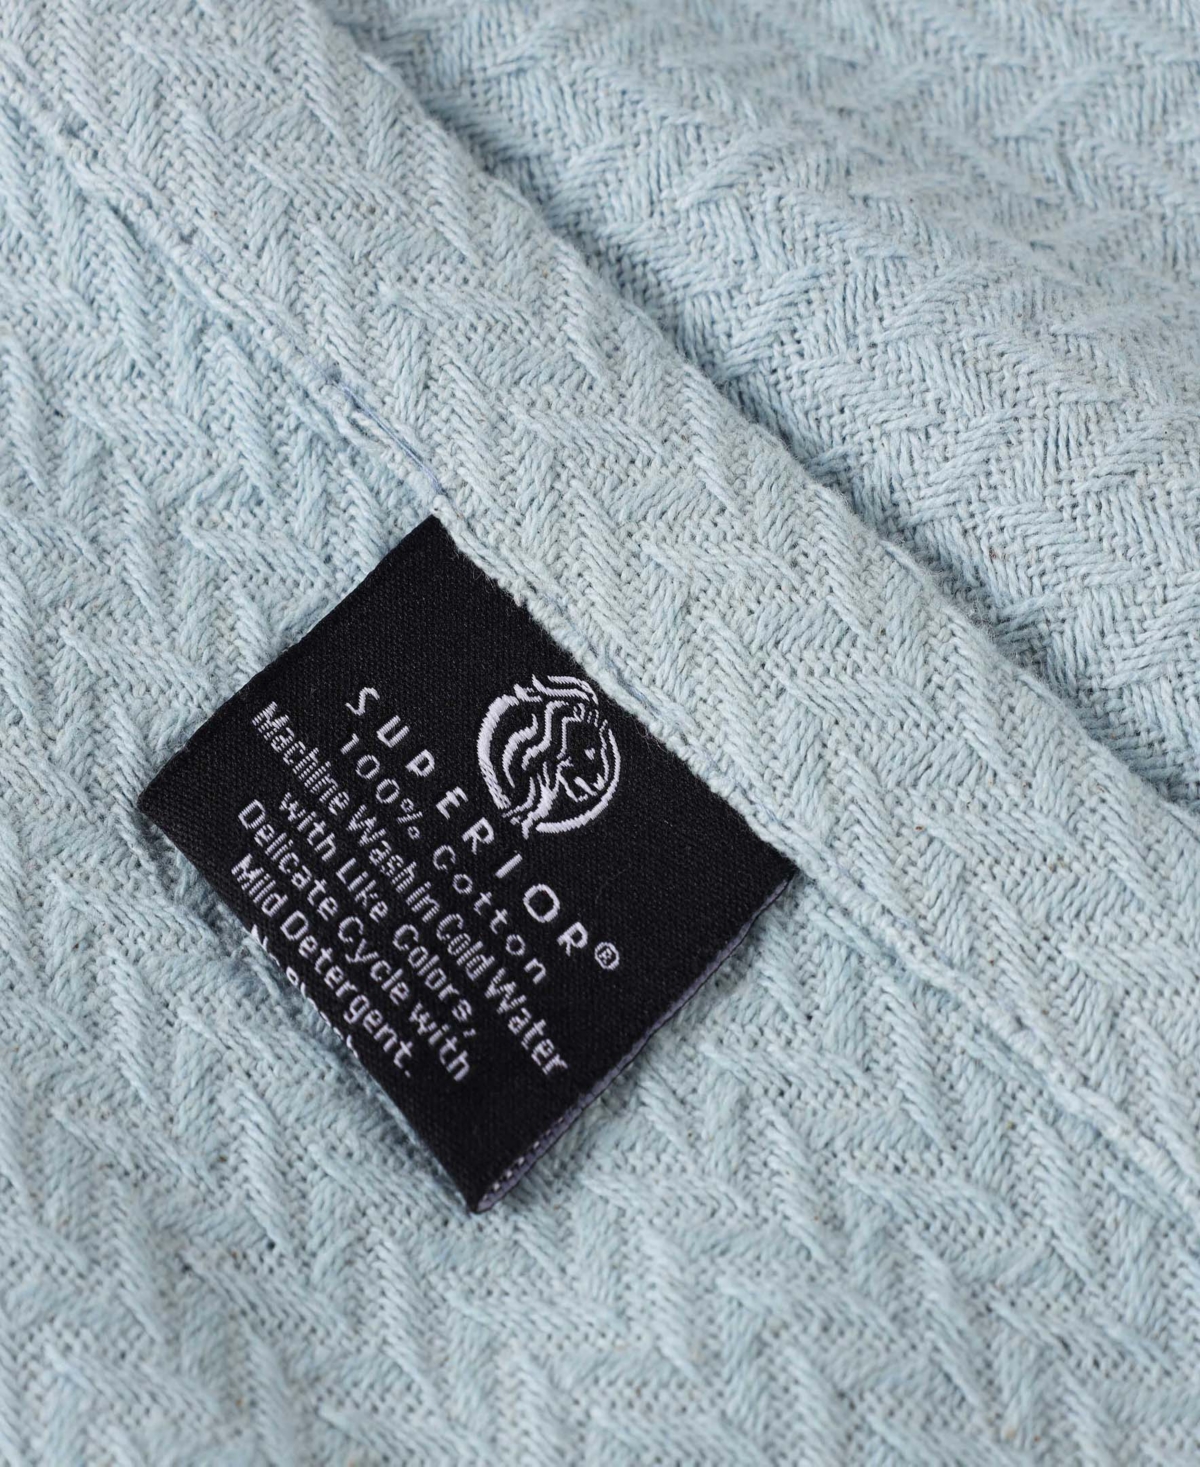 SUPERIOR®
100% Cotton
Machine Wash in Cold Water
with Like Colors,
Delicate Cycle with
Mild Detergent.